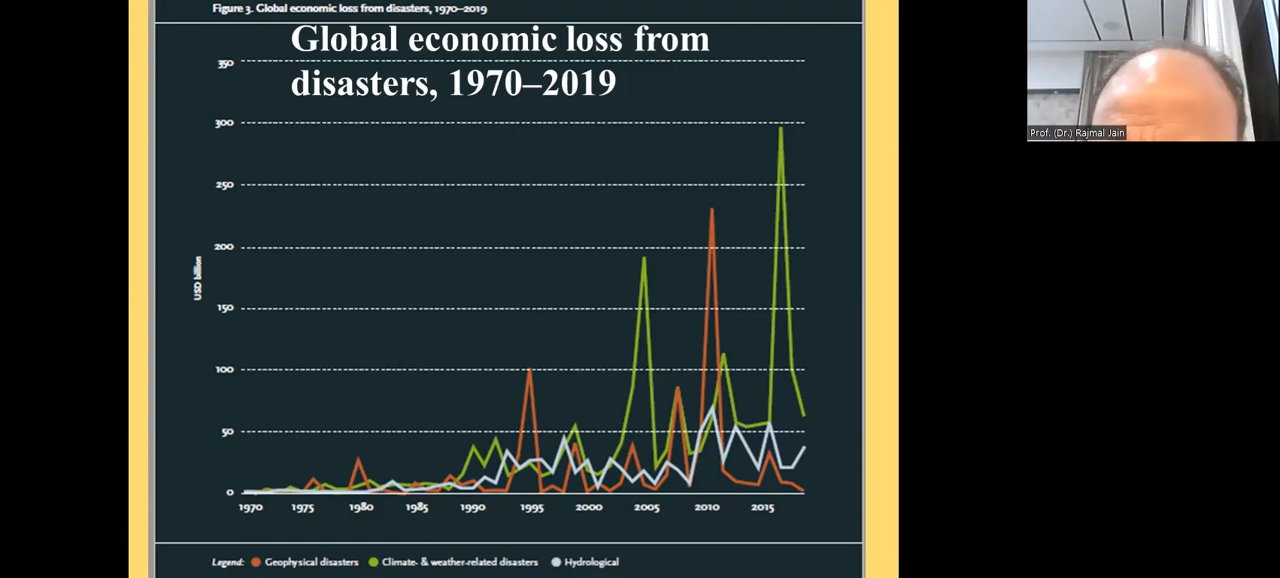 Figure 3. Global economic loss from disasters, 1970–2019
Global economic loss from
disasters, 1970–2019
350
300
250
200
150
100
50
0
USD billion
1970 1975 1980 1985 1990 1995 2000 2005 2010 2015
Legend: Geophysical disasters Climate- & weather-related disasters Hydrological
Prof. (Dr.) Rajmal Jain